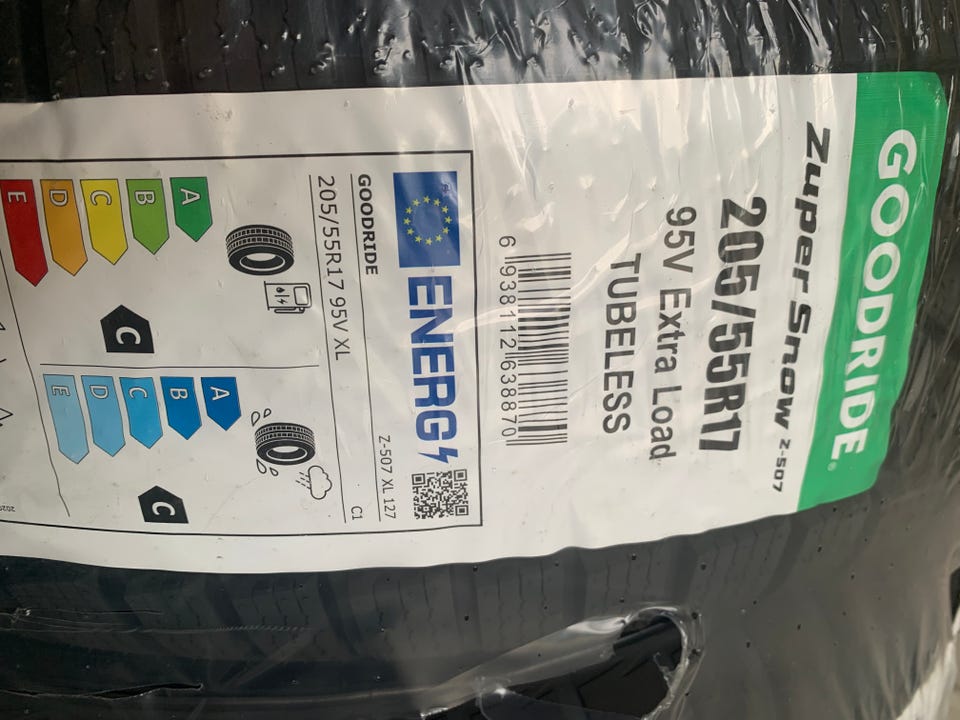 GOODRIDE®
Zuper Snow Z-507
205/55R17
95V Extra Load
TUBELESS
6 938112 638870
ENERG
GOODRIDE
Z-507 XL 127
205/55R17 95V XL
C1
A
B
C
D
E
C
A
B
C
D
E
C